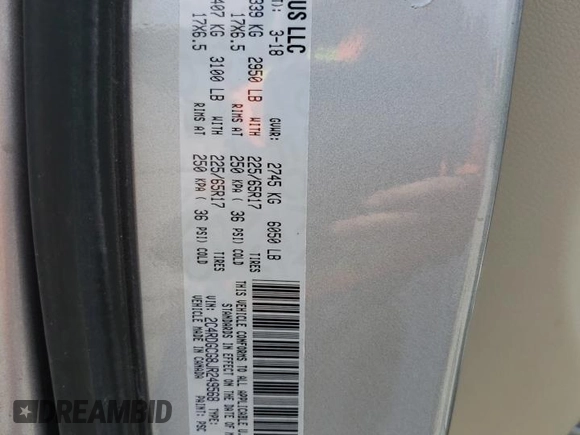 US LLC
): 3-18 GVWR: 2745 KG 6050 LB
339 KG 2950 LB WITH 225/65R17 TIRES
17X6.5 RIMS AT 250 KPA ( 36 PSI) COLD
407 KG 3100 LB WITH 225/65R17 TIRES
17X6.5 RIMS AT 250 KPA ( 36 PSI) COLD
THIS VEHICLE CONFORMS TO ALL
STANDARDS IN EFFECT ON THE DATE OF M
VIN: 2C4RDGCG8JR249568 TYPE:
VEHICLE MADE IN CANADA PAINT: PSC
DREAMBID